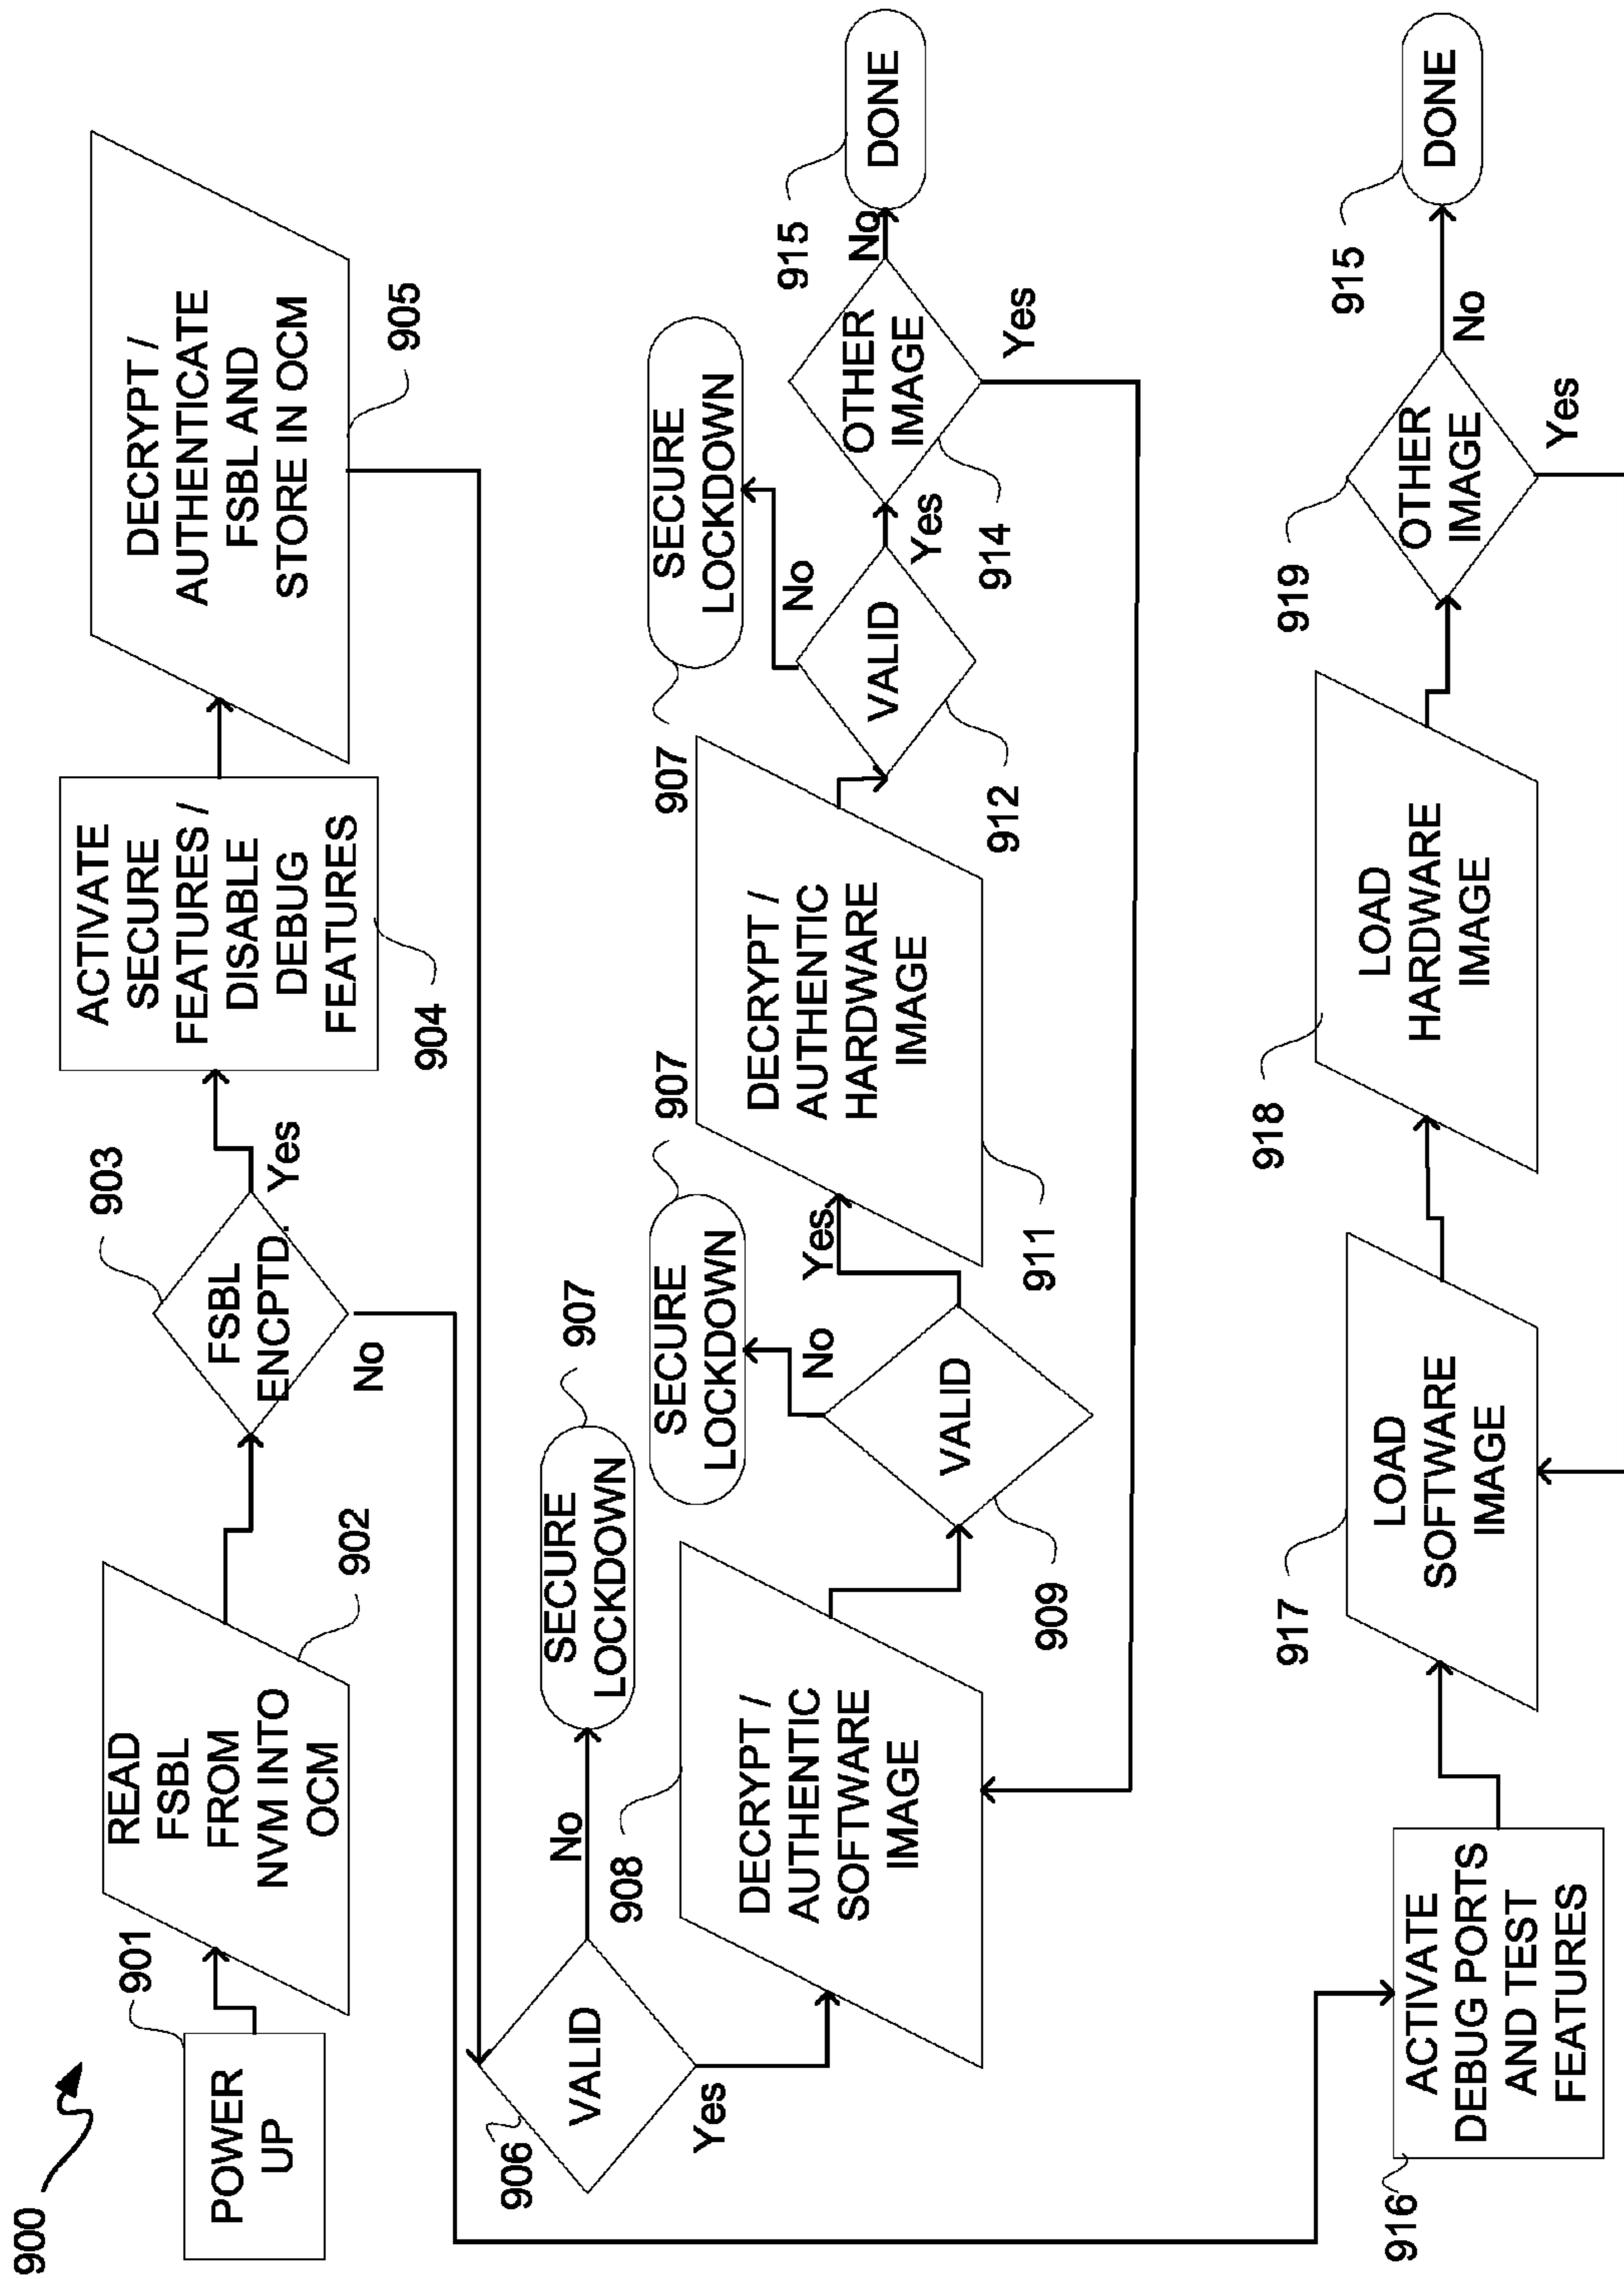 900
901
POWER
UP
READ
FSBL
FROM
NVM INTO
OCM
902
903
FSBL
ENCPTD.
Yes
No
ACTIVATE
SECURE
FEATURES /
DISABLE
DEBUG
FEATURES
904
DECRYPT /
AUTHENTICATE
FSBL AND
STORE IN OCM
905
906
VALID
Yes
No
SECURE
LOCKDOWN
907
908
DECRYPT /
AUTHENTIC
SOFTWARE
IMAGE
VALID
909
No
Yes
SECURE
LOCKDOWN
907
DECRYPT /
AUTHENTIC
HARDWARE
IMAGE
911
VALID
912
No
Yes
SECURE
LOCKDOWN
907
OTHER
IMAGE
914
Yes
No
915
DONE
916
ACTIVATE
DEBUG PORTS
AND TEST
FEATURES
917
LOAD
SOFTWARE
IMAGE
918
LOAD
HARDWARE
IMAGE
919
OTHER
IMAGE
Yes
No
915
DONE